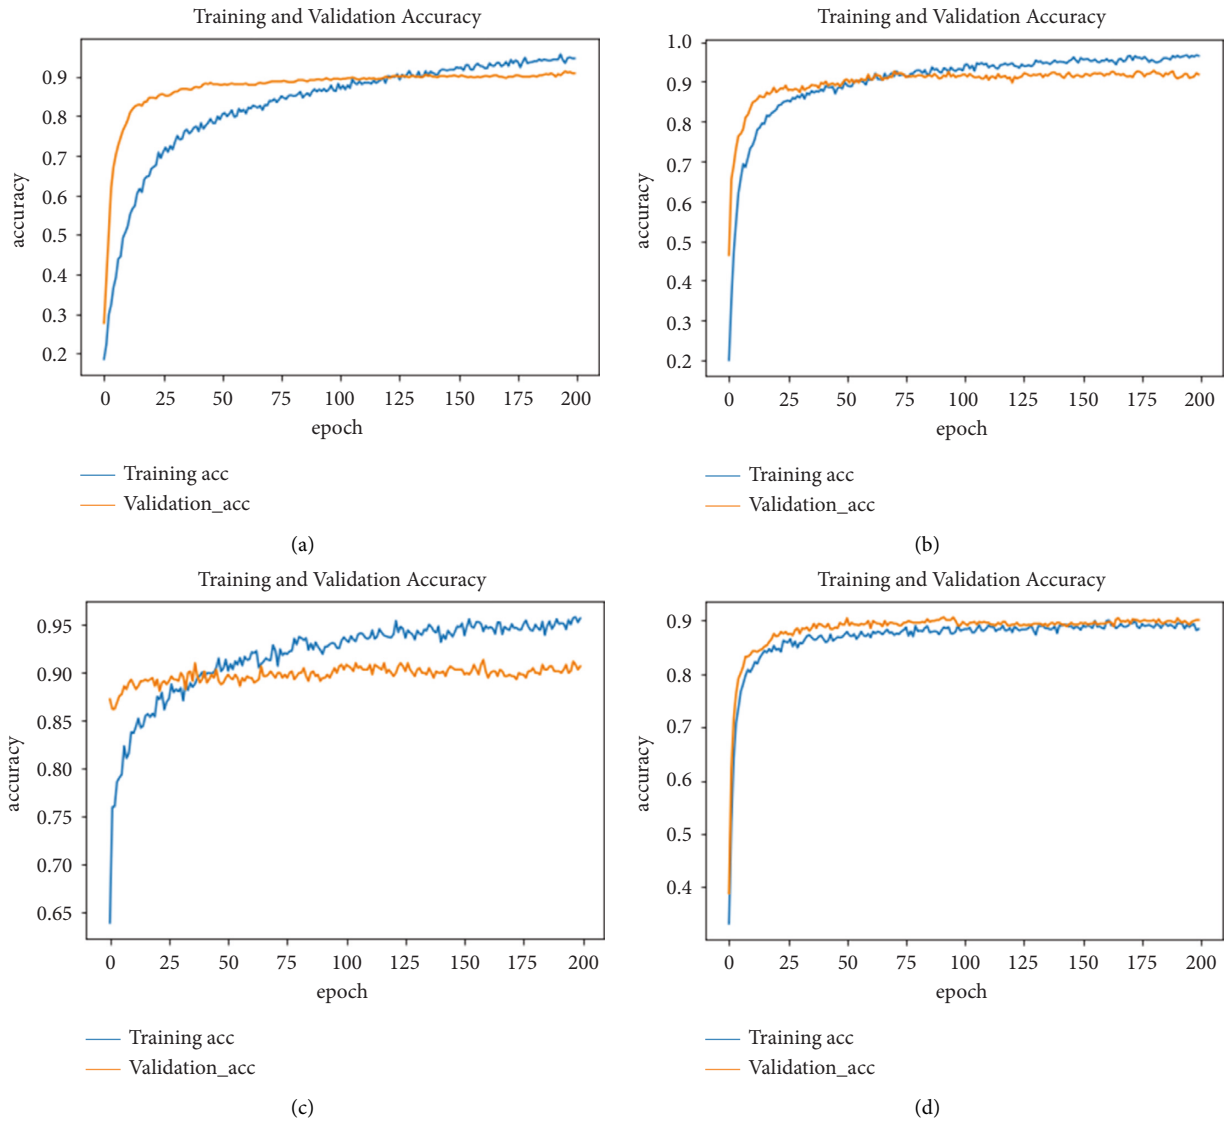 Training and Validation Accuracy
accuracy
0.9
0.8
0.7
0.6
0.5
0.4
0.3
0.2
0 25 50 75 100 125 150 175 200
epoch
Training acc
Validation_acc
(a)
Training and Validation Accuracy
accuracy
1.0
0.9
0.8
0.7
0.6
0.5
0.4
0.3
0.2
0 25 50 75 100 125 150 175 200
epoch
Training acc
Validation_acc
(b)
Training and Validation Accuracy
accuracy
0.95
0.90
0.85
0.80
0.75
0.70
0.65
0 25 50 75 100 125 150 175 200
epoch
Training acc
Validation_acc
(c)
Training and Validation Accuracy
accuracy
0.9
0.8
0.7
0.6
0.5
0.4
0 25 50 75 100 125 150 175 200
epoch
Training acc
Validation_acc
(d)